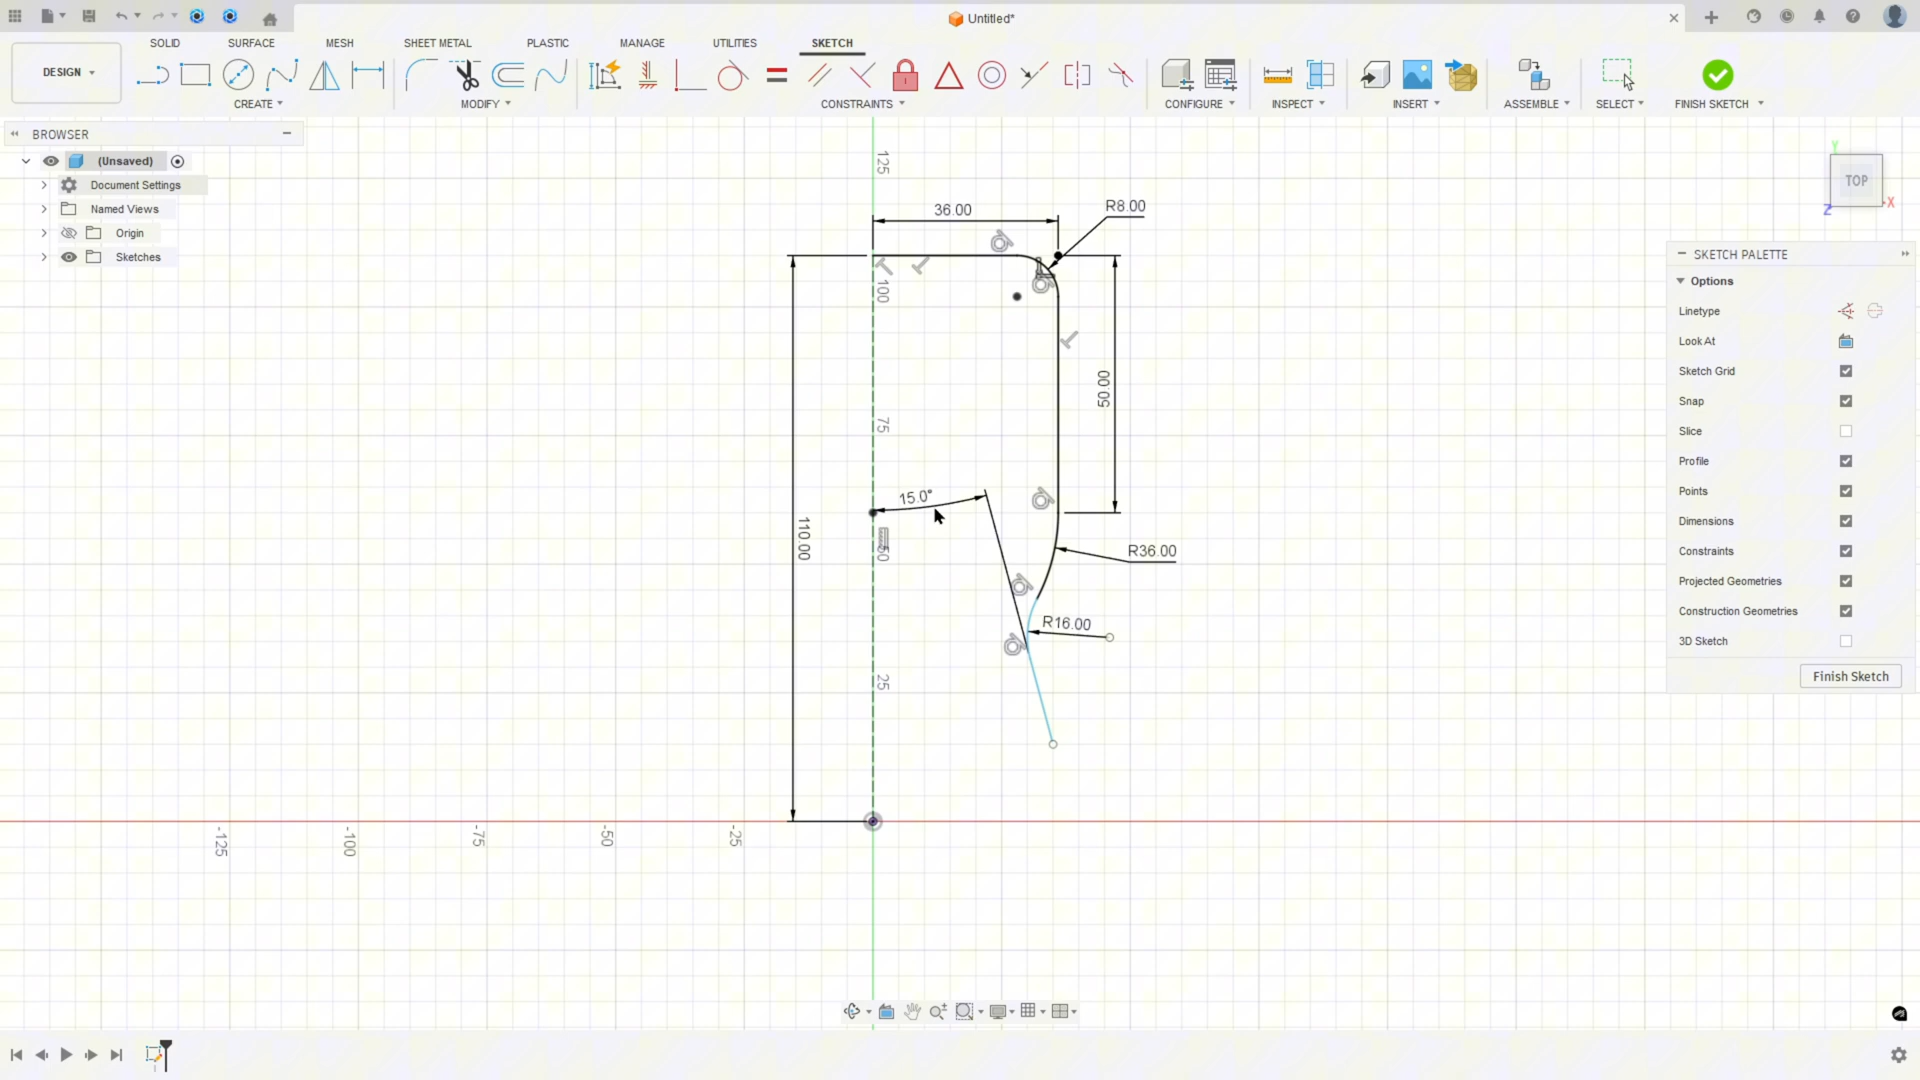 Untitled*
DESIGN
SOLID
SURFACE
MESH
SHEET METAL
PLASTIC
MANAGE
UTILITIES
SKETCH
CREATE
MODIFY
CONSTRAINTS
CONFIGURE
INSPECT
INSERT
ASSEMBLE
SELECT
FINISH SKETCH
BROWSER
(Unsaved)
Document Settings
Named Views
Origin
Sketches
TOP
Y
X
Z
SKETCH PALETTE
Options
Linetype
Look At
Sketch Grid
Snap
Slice
Profile
Points
Dimensions
Constraints
Projected Geometries
Construction Geometries
3D Sketch
Finish Sketch
125
36.00
R8.00
100
50.00
75
15.0°
110.00
50
R36.00
R16.00
25
-125
-100
-75
-50
-25